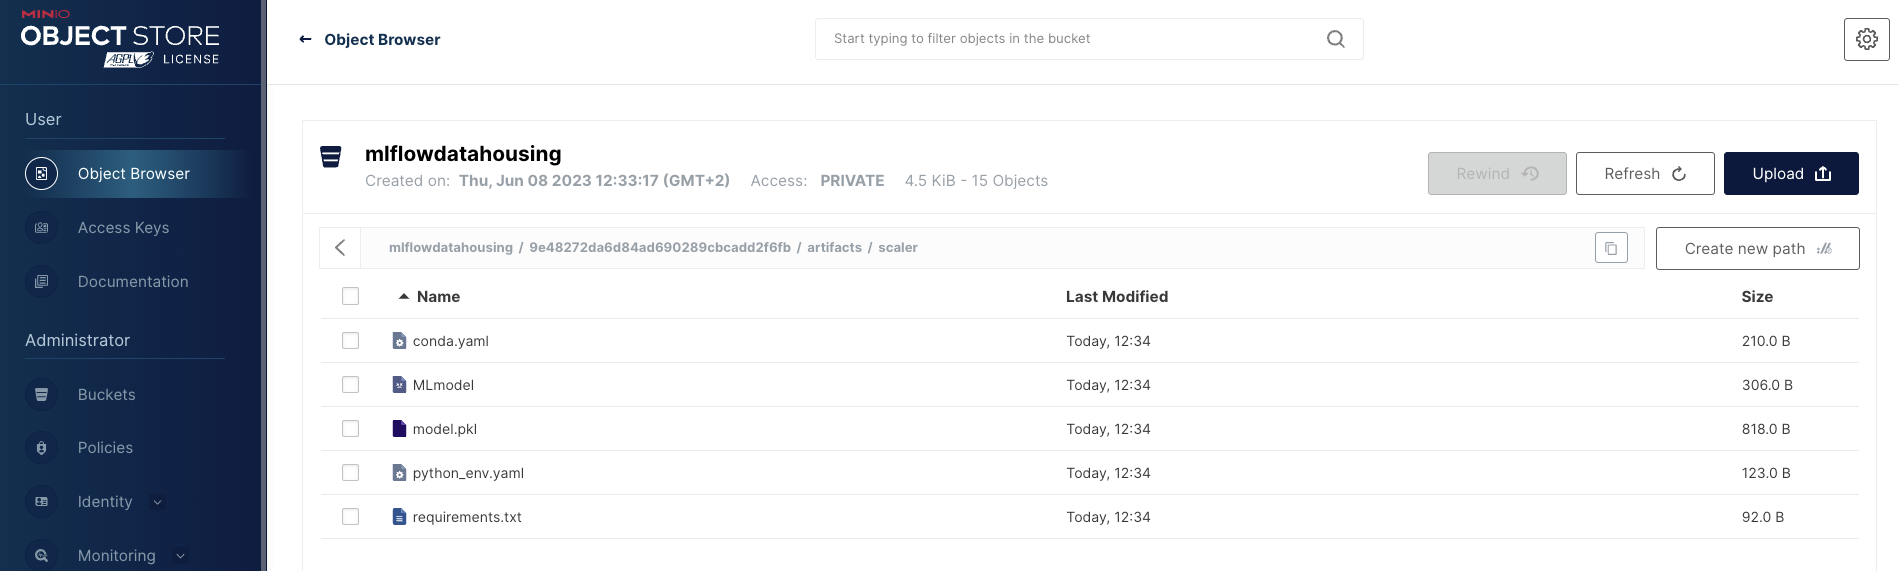 MINIO
OBJECT STORE
AGPL v3 LICENSE
User
Object Browser
Access Keys
Documentation
Administrator
Buckets
Policies
Identity
Monitoring
← Object Browser
Start typing to filter objects in the bucket
mlflowdatahousing
Created on: Thu, Jun 08 2023 12:33:17 (GMT+2) Access: PRIVATE 4.5 KiB - 15 Objects
Rewind Refresh Upload
mlflowdatahousing / 9e48272da6d84ad690289cbcadd2f6fb / artifacts / scaler
Create new path
Name Last Modified Size
conda.yaml Today, 12:34 210.0 B
MLmodel Today, 12:34 306.0 B
model.pkl Today, 12:34 818.0 B
python_env.yaml Today, 12:34 123.0 B
requirements.txt Today, 12:34 92.0 B